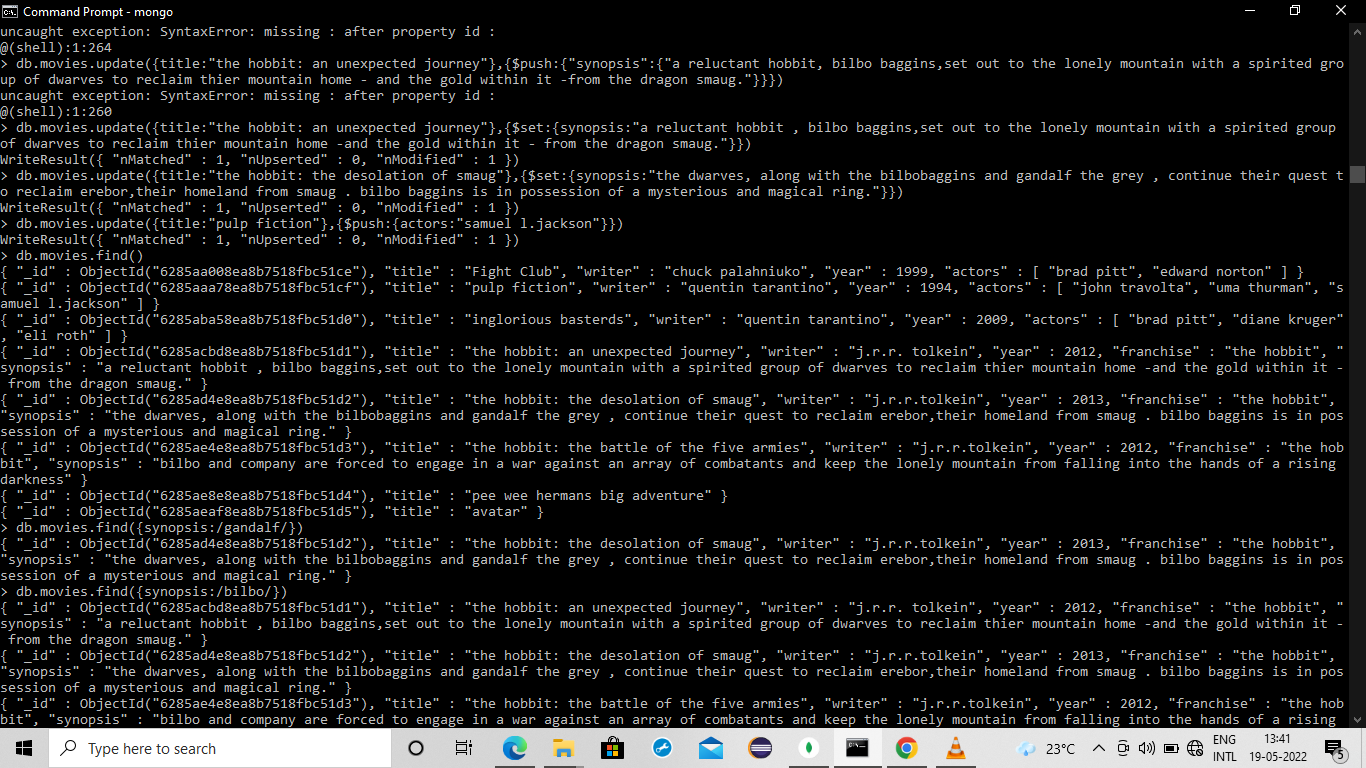 Command Prompt - mongo
uncaught exception: SyntaxError: missing : after property id :
@(shell):1:264
> db.movies.update({title:"the hobbit: an unexpected journey"},{$push:{"synopsis":{"a reluctant hobbit, bilbo baggins,set out to the lonely mountain with a spirited gro
up of dwarves to reclaim thier mountain home - and the gold within it -from the dragon smaug."}}})
uncaught exception: SyntaxError: missing : after property id :
@(shell):1:260
> db.movies.update({title:"the hobbit: an unexpected journey"},{$set:{synopsis:"a reluctant hobbit , bilbo baggins,set out to the lonely mountain with a spirited group
of dwarves to reclaim thier mountain home -and the gold within it - from the dragon smaug."}})
WriteResult({ "nMatched" : 1, "nUpserted" : 0, "nModified" : 1 })
> db.movies.update({title:"the hobbit: the desolation of smaug"},{$set:{synopsis:"the dwarves, along with the bilbobaggins and gandalf the grey , continue their quest t
o reclaim erebor,their homeland from smaug . bilbo baggins is in possession of a mysterious and magical ring."}})
WriteResult({ "nMatched" : 1, "nUpserted" : 0, "nModified" : 1 })
> db.movies.update({title:"pulp fiction"},{$push:{actors:"samuel l.jackson"}})
WriteResult({ "nMatched" : 1, "nUpserted" : 0, "nModified" : 1 })
> db.movies.find()
{ "_id" : ObjectId("6285aa008ea8b7518fbc51ce"), "title" : "Fight Club", "writer" : "chuck palahniuko", "year" : 1999, "actors" : [ "brad pitt", "edward norton" ] }
{ "_id" : ObjectId("6285aaa78ea8b7518fbc51cf"), "title" : "pulp fiction", "writer" : "quentin tarantino", "year" : 1994, "actors" : [ "john travolta", "uma thurman", "s
amuel l.jackson" ] }
{ "_id" : ObjectId("6285aba58ea8b7518fbc51d0"), "title" : "inglorious basterds", "writer" : "quentin tarantino", "year" : 2009, "actors" : [ "brad pitt", "diane kruger"
, "eli roth" ] }
{ "_id" : ObjectId("6285acbd8ea8b7518fbc51d1"), "title" : "the hobbit: an unexpected journey", "writer" : "j.r.r. tolkein", "year" : 2012, "franchise" : "the hobbit", "
synopsis" : "a reluctant hobbit , bilbo baggins,set out to the lonely mountain with a spirited group of dwarves to reclaim thier mountain home -and the gold within it -
from the dragon smaug." }
{ "_id" : ObjectId("6285ad4e8ea8b7518fbc51d2"), "title" : "the hobbit: the desolation of smaug", "writer" : "j.r.r.tolkein", "year" : 2013, "franchise" : "the hobbit",
"synopsis" : "the dwarves, along with the bilbobaggins and gandalf the grey , continue their quest to reclaim erebor,their homeland from smaug . bilbo baggins is in pos
session of a mysterious and magical ring." }
{ "_id" : ObjectId("6285ae4e8ea8b7518fbc51d3"), "title" : "the hobbit: the battle of the five armies", "writer" : "j.r.r.tolkein", "year" : 2012, "franchise" : "the hob
bit", "synopsis" : "bilbo and company are forced to engage in a war against an array of combatants and keep the lonely mountain from falling into the hands of a rising
darkness" }
{ "_id" : ObjectId("6285ae8e8ea8b7518fbc51d4"), "title" : "pee wee hermans big adventure" }
{ "_id" : ObjectId("6285aeaf8ea8b7518fbc51d5"), "title" : "avatar" }
> db.movies.find({synopsis:/gandalf/})
{ "_id" : ObjectId("6285ad4e8ea8b7518fbc51d2"), "title" : "the hobbit: the desolation of smaug", "writer" : "j.r.r.tolkein", "year" : 2013, "franchise" : "the hobbit",
"synopsis" : "the dwarves, along with the bilbobaggins and gandalf the grey , continue their quest to reclaim erebor,their homeland from smaug . bilbo baggins is in pos
session of a mysterious and magical ring." }
> db.movies.find({synopsis:/bilbo/})
{ "_id" : ObjectId("6285acbd8ea8b7518fbc51d1"), "title" : "the hobbit: an unexpected journey", "writer" : "j.r.r. tolkein", "year" : 2012, "franchise" : "the hobbit", "
synopsis" : "a reluctant hobbit , bilbo baggins,set out to the lonely mountain with a spirited group of dwarves to reclaim thier mountain home -and the gold within it -
from the dragon smaug." }
{ "_id" : ObjectId("6285ad4e8ea8b7518fbc51d2"), "title" : "the hobbit: the desolation of smaug", "writer" : "j.r.r.tolkein", "year" : 2013, "franchise" : "the hobbit",
"synopsis" : "the dwarves, along with the bilbobaggins and gandalf the grey , continue their quest to reclaim erebor,their homeland from smaug . bilbo baggins is in pos
session of a mysterious and magical ring." }
{ "_id" : ObjectId("6285ae4e8ea8b7518fbc51d3"), "title" : "the hobbit: the battle of the five armies", "writer" : "j.r.r.tolkein", "year" : 2012, "franchise" : "the hob
bit", "synopsis" : "bilbo and company are forced to engage in a war against an array of combatants and keep the lonely mountain from falling into the hands of a rising
Type here to search
23°C
ENG
INTL
13:41
19-05-2022
5